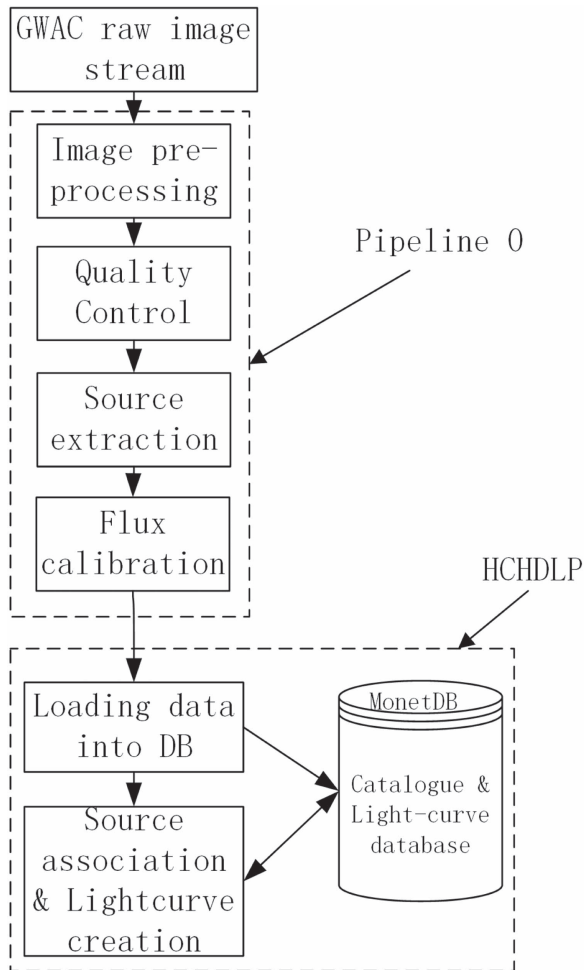 GWAC raw image
stream
Image pre-
processing
Quality
Control
Pipeline O
Source
extraction
Flux
calibration
HCHDLP
Loading data
into DB
MonetDB
Catalogue &
Light-curve
database
Source
association
& Lightcurve
creation